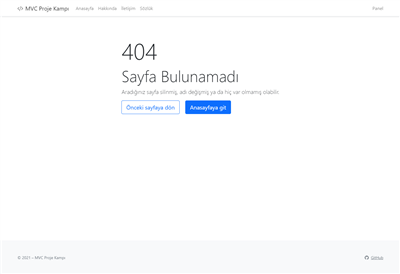 MVC Proje Kampı Anasayfa Hakkında İletişim Sözlük Panel
404
Sayfa Bulunamadı
Aradığınız sayfa silinmiş, adı değişmiş ya da hiç var olmamış olabilir.
Önceki sayfaya dön Anasayfaya git
© 2021 - MVC Proje Kampı GitHub